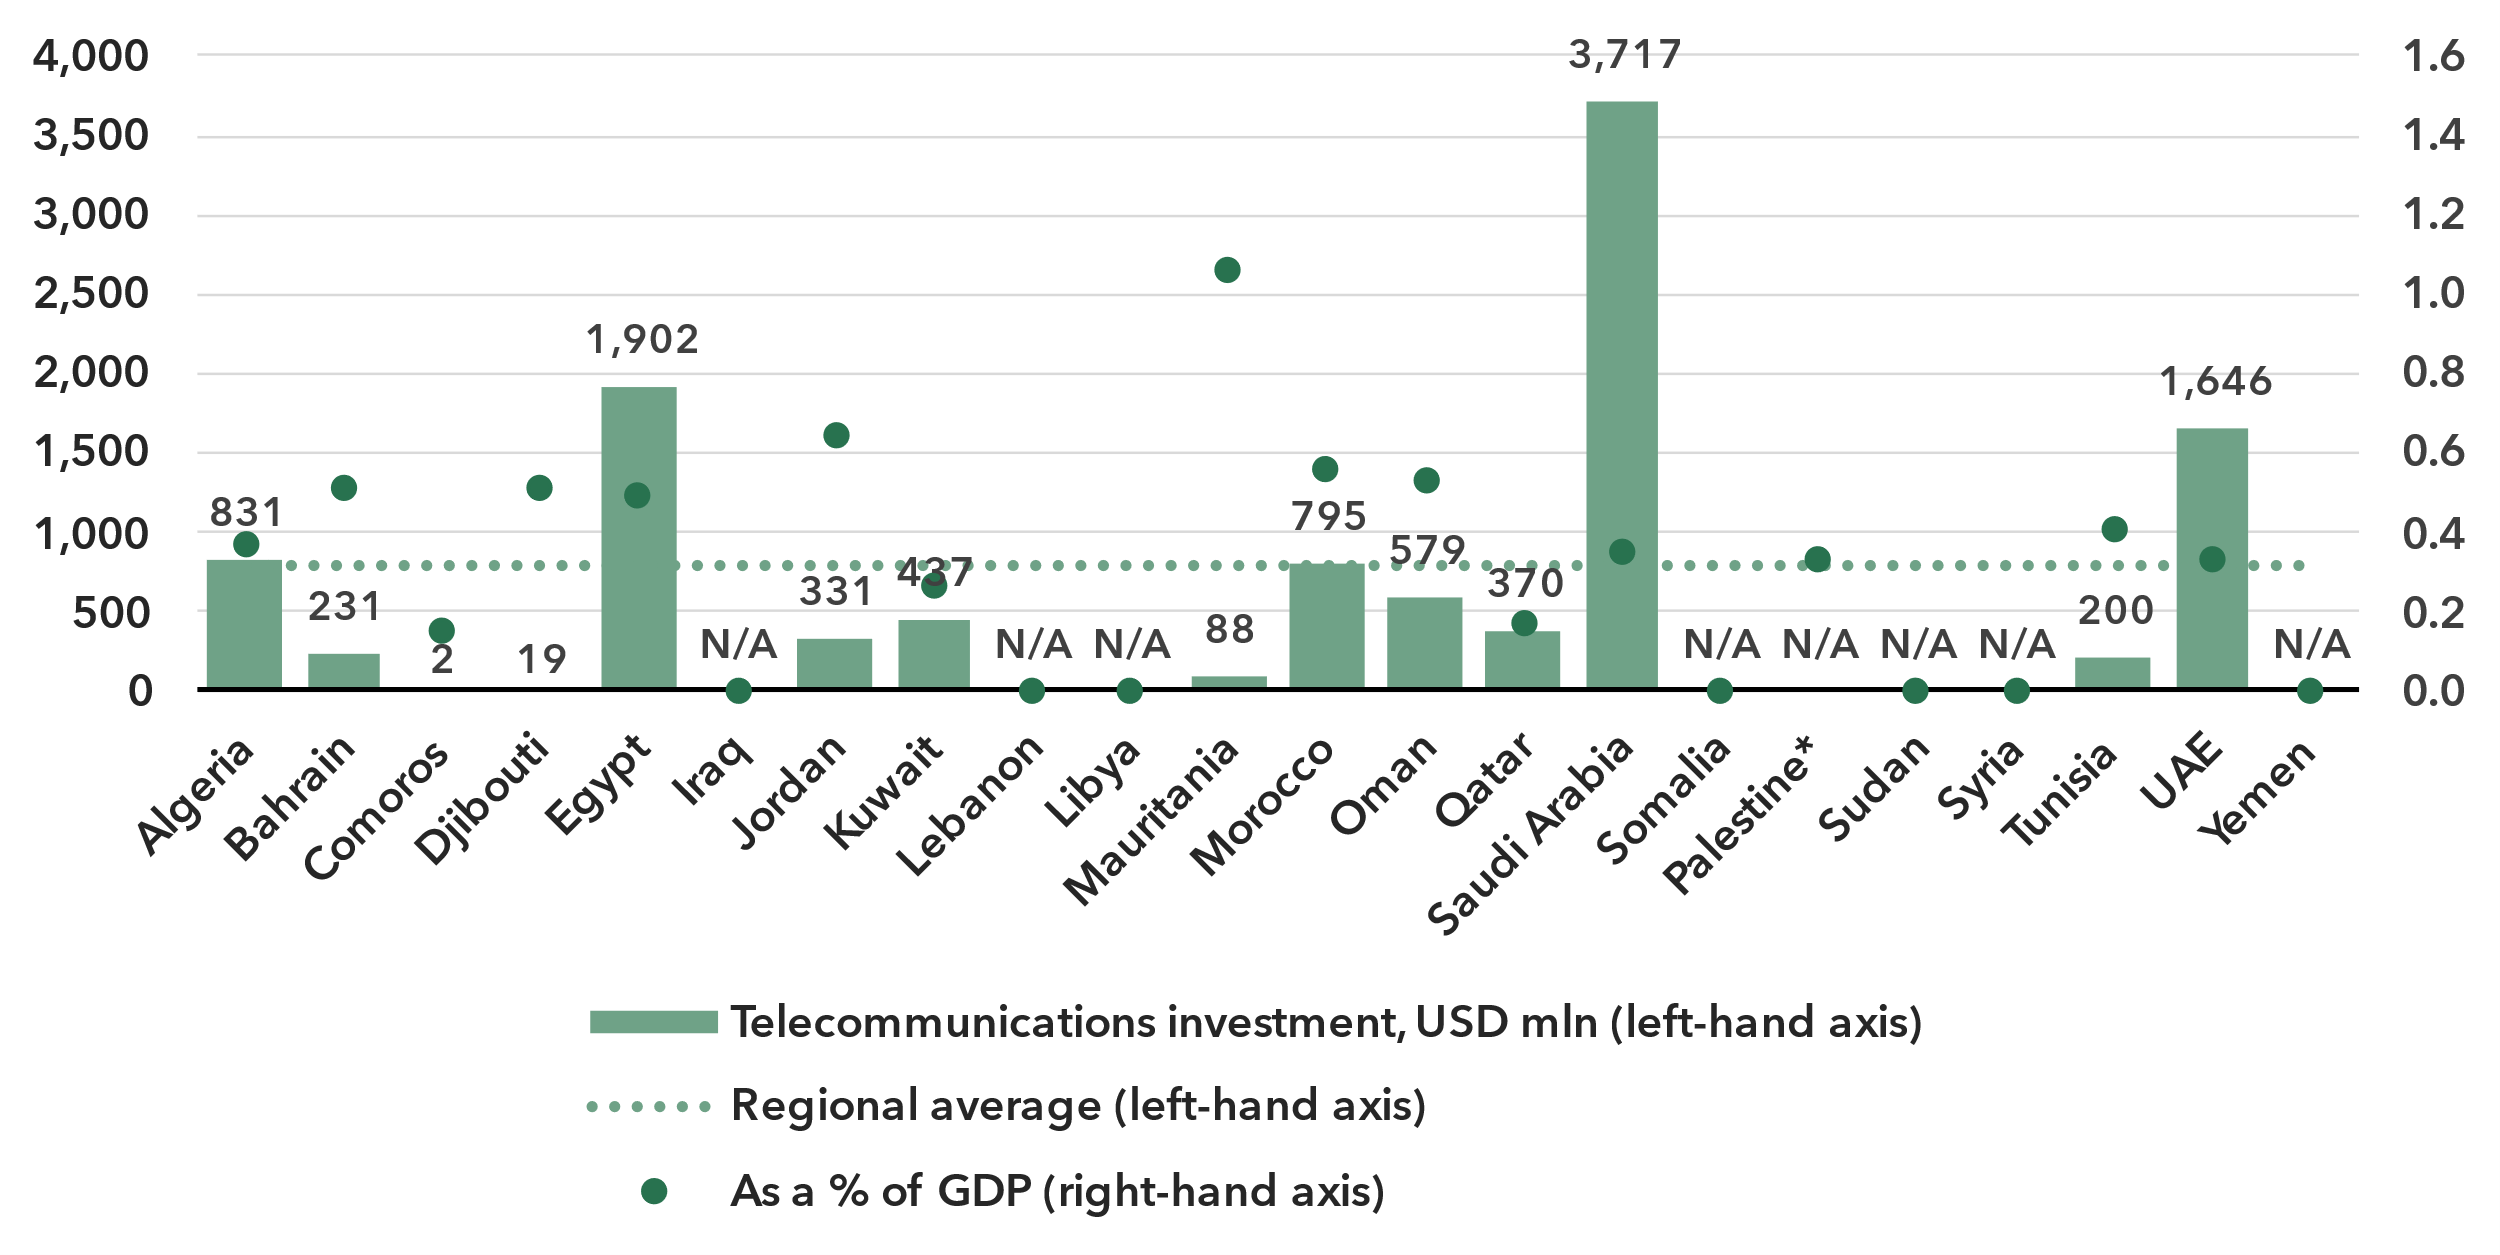 4,000
3,500
3,000
2,500
2,000
1,500
1,000
500
0
1.6
1.4
1.2
1.0
0.8
0.6
0.4
0.2
0.0
831
231
2
19
1,902
N/A
331
437
N/A
N/A
88
795
579
370
3,717
N/A
N/A
N/A
N/A
200
1,646
N/A
Algeria
Bahrain
Comoros
Djibouti
Egypt
Iraq
Jordan
Kuwait
Lebanon
Libya
Mauritania
Morocco
Oman
Qatar
Saudi Arabia
Somalia
Palestine*
Sudan
Syria
Tunisia
UAE
Yemen
Telecommunications investment, USD mln (left-hand axis)
Regional average (left-hand axis)
As a % of GDP (right-hand axis)